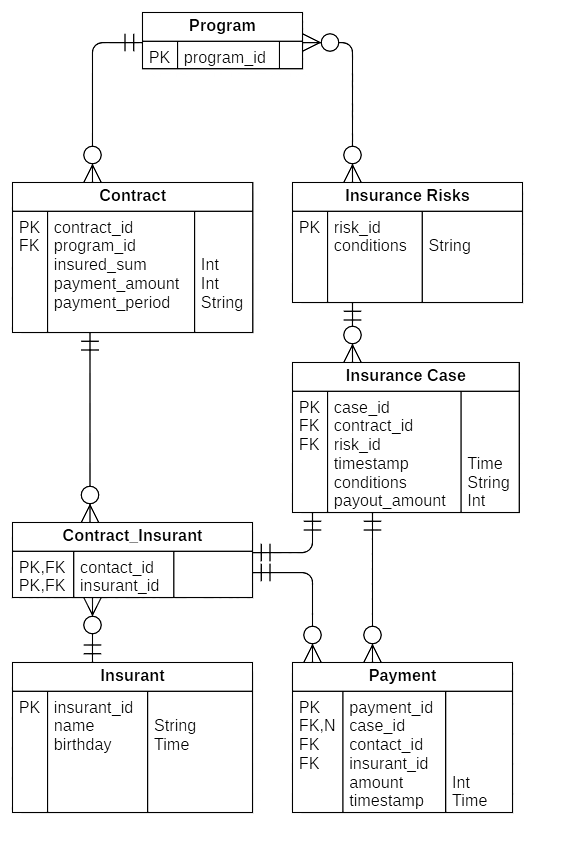 Program
PK program_id
Contract
PK contract_id
FK program_id
insured_sum Int
payment_amount Int
payment_period String
Insurance Risks
PK risk_id
conditions String
Insurance Case
PK case_id
FK contract_id
FK risk_id
timestamp Time
conditions String
payout_amount Int
Contract_Insurant
PK,FK contact_id
PK,FK insurant_id
Insurant
PK insurant_id
name String
birthday Time
Payment
PK payment_id
FK,N case_id
FK contact_id
FK insurant_id
amount Int
timestamp Time